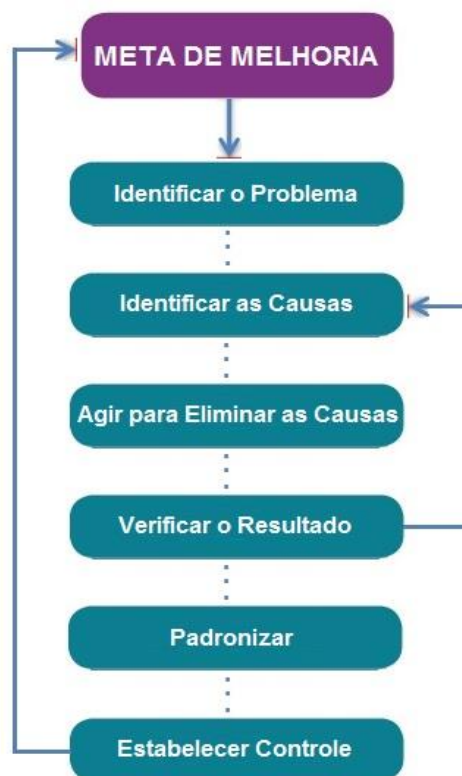 META DE MELHORIA
Identificar o Problema
Identificar as Causas
Agir para Eliminar as Causas
Verificar o Resultado
Padronizar
Estabelecer Controle